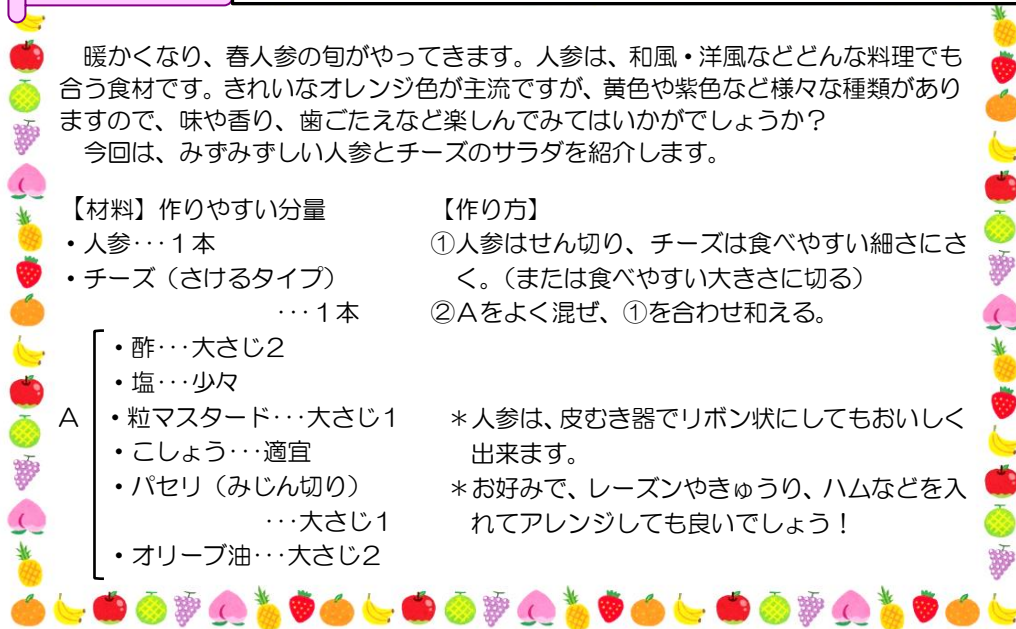 暖かくなり、春人参の旬がやってきます。人参は、和風・洋風などどんな料理でも
合う食材です。きれいなオレンジ色が主流ですが、黄色や紫色など様々な種類があり
ますので、味や香り、歯ごたえなど楽しんでみてはいかがでしょうか?
今回は、みずみずしい人参とチーズのサラダを紹介します。
【材料】作りやすい分量
・人参･･･1本
・チーズ(さけるタイプ)
･･･1本
A
・酢･･･大さじ2
・塩･･･少々
・粒マスタード･･･大さじ1
・こしょう･･･適宜
・パセリ(みじん切り)
･･･大さじ1
・オリーブ油･･･大さじ2
【作り方】
①人参はせん切り、チーズは食べやすい細さにさ
く。(または食べやすい大きさに切る)
②Aをよく混ぜ、①を合わせ和える。
*人参は、皮むき器でリボン状にしてもおいしく
出来ます。
*お好みで、レーズンやきゅうり、ハムなどを入
れてアレンジしても良いでしょう!